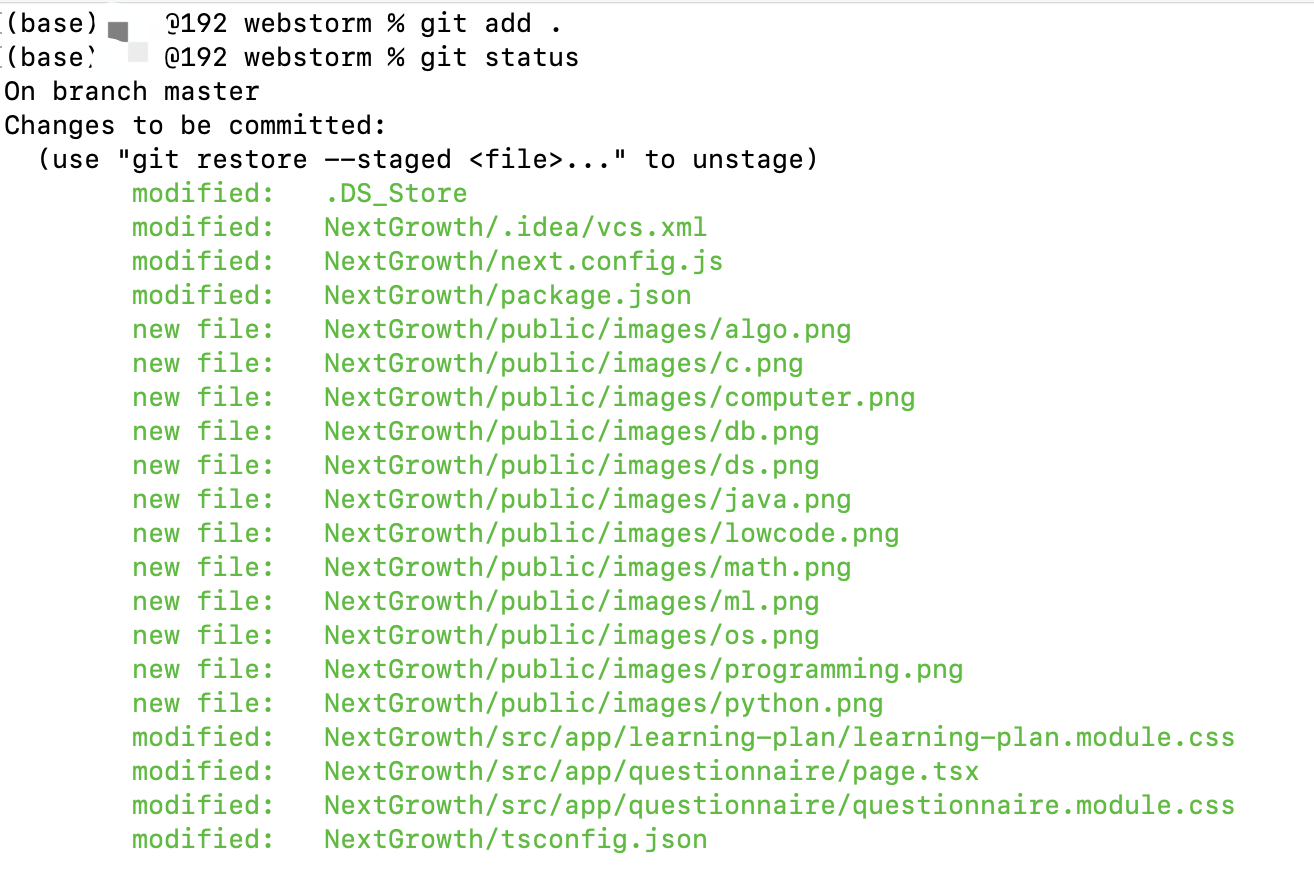 (base) @192 webstorm % git add .
(base) @192 webstorm % git status
On branch master
Changes to be committed:
  (use "git restore --staged <file>..." to unstage)
        modified:   .DS_Store
        modified:   NextGrowth/.idea/vcs.xml
        modified:   NextGrowth/next.config.js
        modified:   NextGrowth/package.json
        new file:   NextGrowth/public/images/algo.png
        new file:   NextGrowth/public/images/c.png
        new file:   NextGrowth/public/images/computer.png
        new file:   NextGrowth/public/images/db.png
        new file:   NextGrowth/public/images/ds.png
        new file:   NextGrowth/public/images/java.png
        new file:   NextGrowth/public/images/lowcode.png
        new file:   NextGrowth/public/images/math.png
        new file:   NextGrowth/public/images/ml.png
        new file:   NextGrowth/public/images/os.png
        new file:   NextGrowth/public/images/programming.png
        new file:   NextGrowth/public/images/python.png
        modified:   NextGrowth/src/app/learning-plan/learning-plan.module.css
        modified:   NextGrowth/src/app/questionnaire/page.tsx
        modified:   NextGrowth/src/app/questionnaire/questionnaire.module.css
        modified:   NextGrowth/tsconfig.json